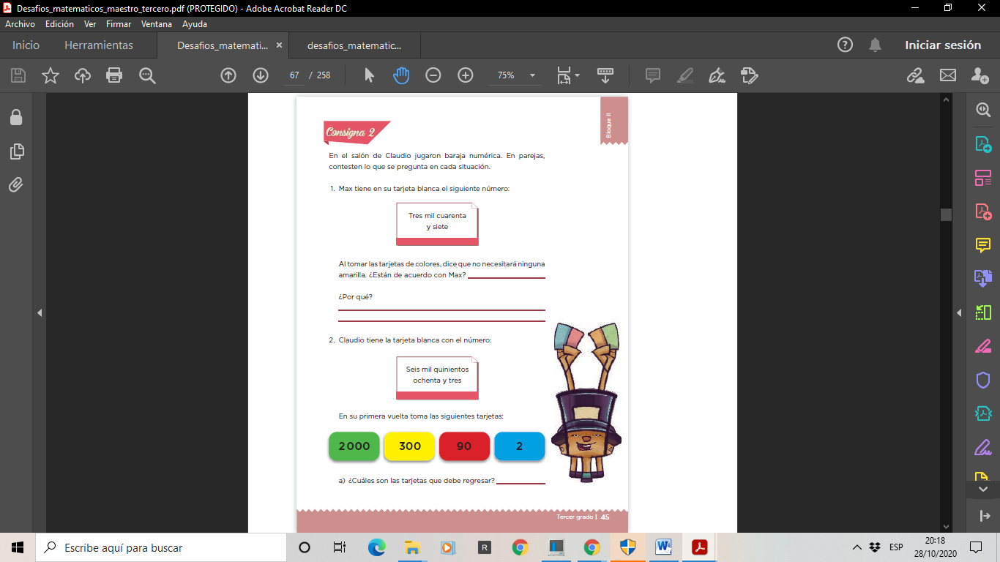 Desafios_matematicos_maestro_tercero.pdf (PROTEGIDO) - Adobe Acrobat Reader DC
Archivo Edición Ver Firmar Ventana Ayuda
Inicio Herramientas Desafios_matemati... × desafios_matematic... Iniciar sesión
67 / 258 75%
Bloque II
Consigna 2
En el salón de Claudio jugaron baraja numérica. En parejas,
contesten lo que se pregunta en cada situación.
1. Max tiene en su tarjeta blanca el siguiente número:
Tres mil cuarenta
y siete
Al tomar las tarjetas de colores, dice que no necesitará ninguna
amarilla. ¿Están de acuerdo con Max?
¿Por qué?
2. Claudio tiene la tarjeta blanca con el número:
Seis mil quinientos
ochenta y tres
En su primera vuelta toma las siguientes tarjetas:
2 000 300 90 2
a) ¿Cuáles son las tarjetas que debe regresar?
Tercer grado | 45
Escribe aquí para buscar
R
W
ESP
20:18
28/10/2020